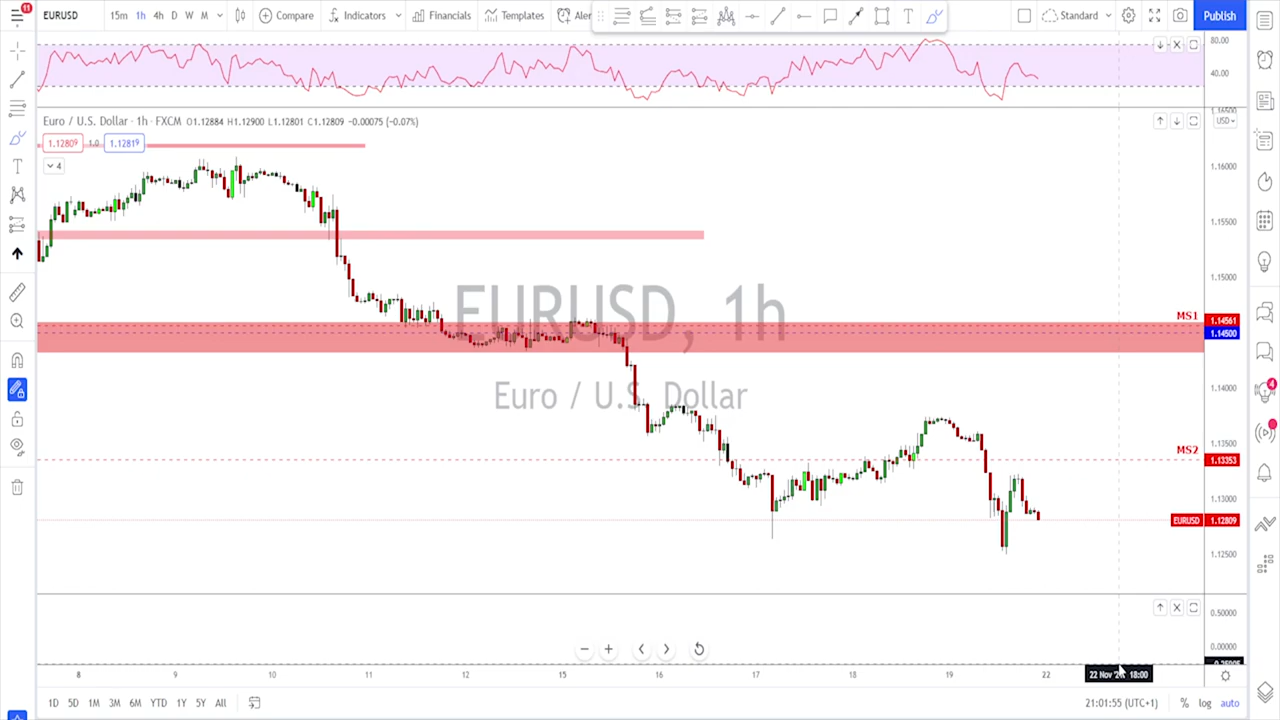 11
EURUSD 15m 1h 4h D W M Compare Indicators Financials Templates Standard Publish
80.00
40.00
Euro / U.S. Dollar · 1h · FXCM O1.12884 H1.12900 L1.12801 C1.12809 −0.00075 (−0.07%)
USD
1.12809 1.0 1.12819
4
1.16000
1.15500
1.15000
EURUSD, 1h
Euro / U.S. Dollar
MS1 1.14561
1.14500
1.14000
4
1.13500
MS2 1.13353
1.13000
EURUSD 1.12809
1.12500
0.50000
0.00000
8 9 10 11 12 15 16 17 18 19 22
18:00
1D 5D 1M 3M 6M YTD 1Y 5Y All 21:01:55 (UTC+1) % log auto